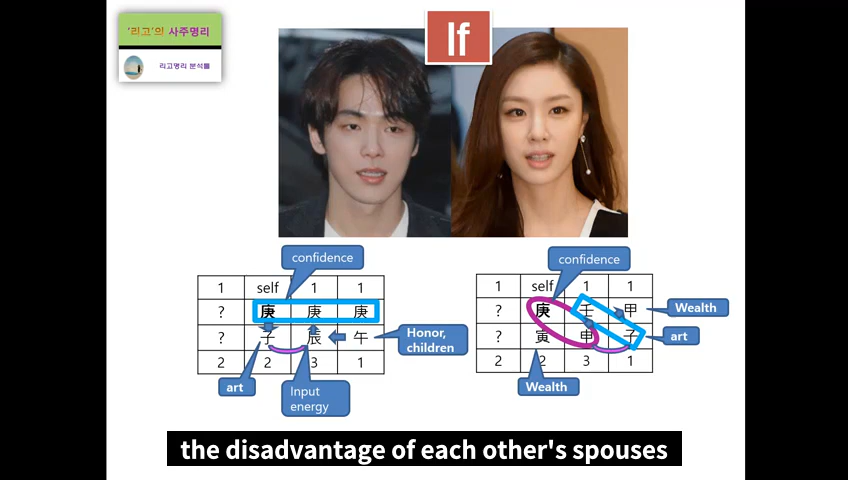 If
'리고'의 사주명리
리고명리 분석률
confidence
1 self 1 1
? 庚 庚 庚
? 子 辰 午
2 2 3 1
Honor,
children
art
Input
energy
confidence
1 self 1 1
? 庚 壬 甲
? 寅 申 子
2 2 3 1
Wealth
art
Wealth
the disadvantage of each other's spouses